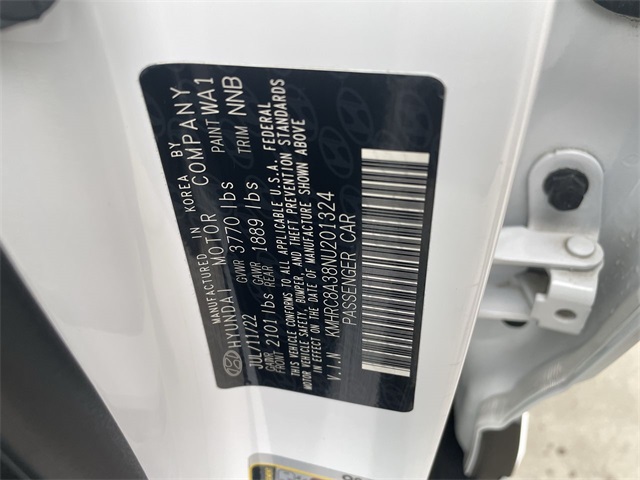 MANUFACTURED IN KOREA BY
HYUNDAI MOTOR COMPANY
JUL/11/22 GVWR 3770 lbs PAINT WA1
GAWR FRONT 2101 lbs GAWR REAR 1889 lbs TRIM NNB
THIS VEHICLE CONFORMS TO ALL APPLICABLE U.S.A. FEDERAL
MOTOR VEHICLE SAFETY, BUMPER, AND THEFT PREVENTION STANDARDS
IN EFFECT ON THE DATE OF MANUFACTURE SHOWN ABOVE
V.I.N KMHRC8A38NU201324
PASSENGER CAR